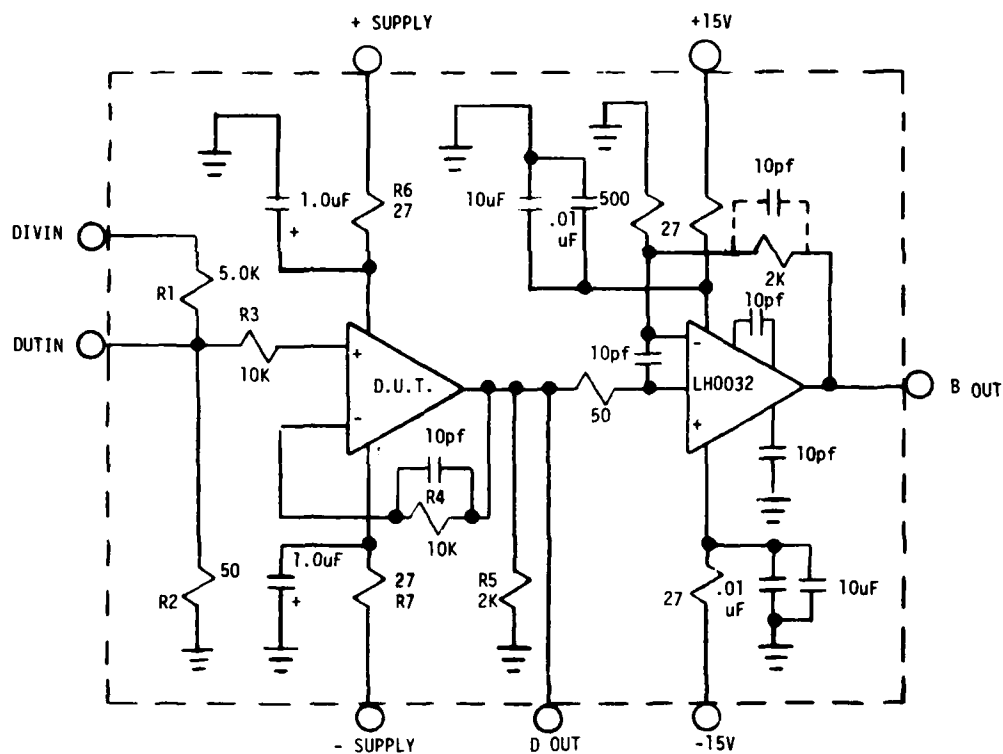 + SUPPLY
+15V
10pf
1.0uF
+
R6
27
10uF
.01
uF
500
27
2K
DIVIN
5.0K
R1
DUTIN
R3
10K
+
D.U.T.
-
10pf
10pf
-
LH0032
+
50
B OUT
10pf
10pf
R4
10K
50
R2
1.0uF
+
27
R7
R5
2K
27
.01
uF
10uF
- SUPPLY
D OUT
-15V